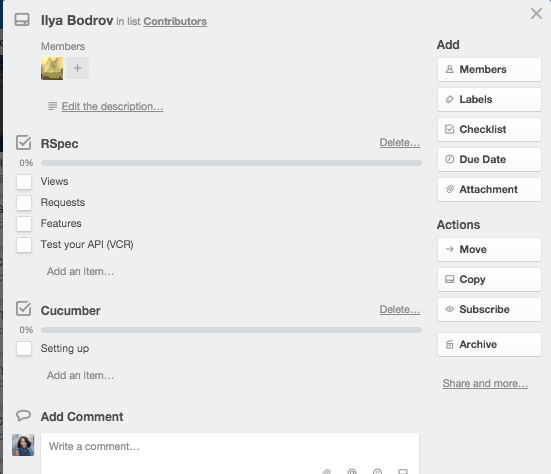 Ilya Bodrov in list Contributors
Members
+
Edit the description…
RSpec
Delete…
0%
Views
Requests
Features
Test your API (VCR)
Add an item…
Cucumber
Delete…
0%
Setting up
Add an item…
Add Comment
Write a comment…
Add
Members
Labels
Checklist
Due Date
Attachment
Actions
Move
Copy
Subscribe
Archive
Share and more…